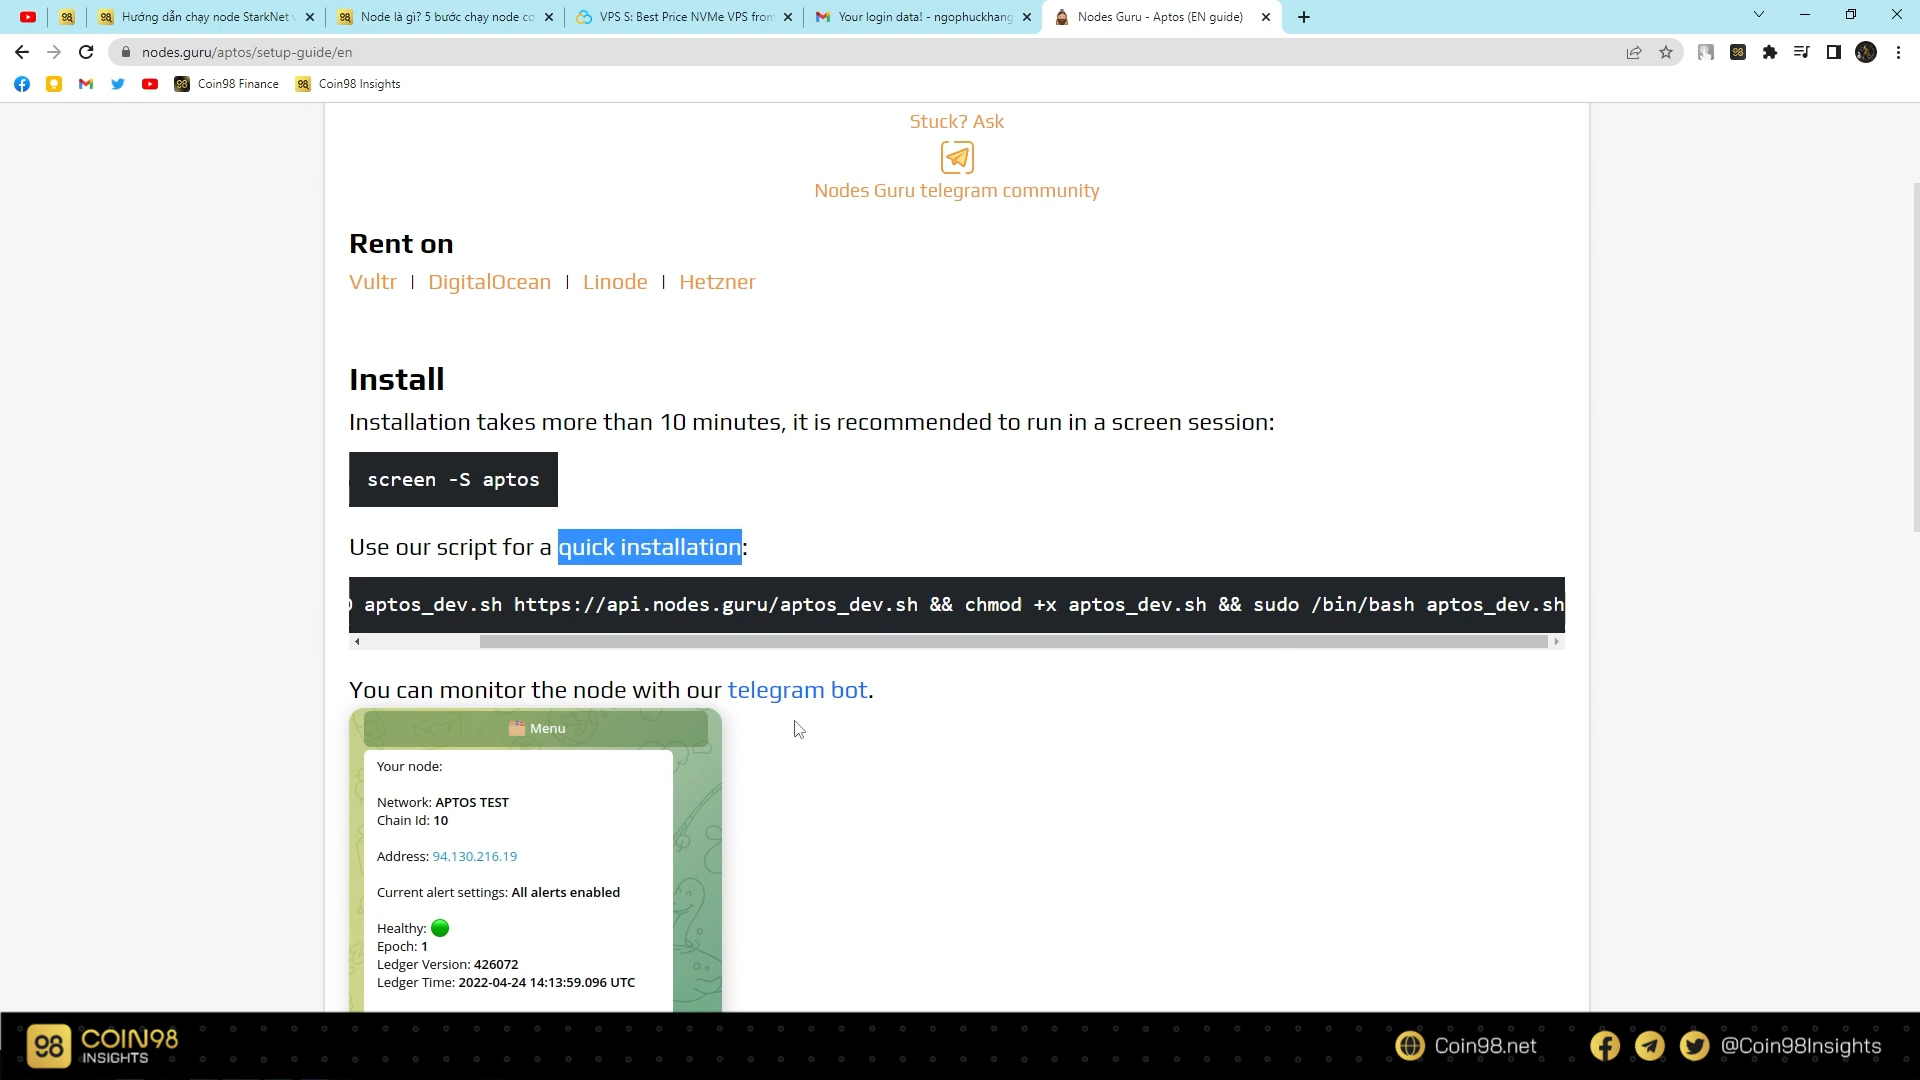 Hướng dẫn chạy node StarkNet
Node là gì? 5 bước chạy node cơ
VPS S: Best Price NVMe VPS from
Your login data! - ngophuckhang
Nodes Guru - Aptos (EN guide)
nodes.guru/aptos/setup-guide/en
Coin98 Finance
Coin98 Insights
Stuck? Ask
Nodes Guru telegram community
Rent on
Vultr | DigitalOcean | Linode | Hetzner
Install
Installation takes more than 10 minutes, it is recommended to run in a screen session:
screen -S aptos
Use our script for a quick installation:
aptos_dev.sh https://api.nodes.guru/aptos_dev.sh && chmod +x aptos_dev.sh && sudo /bin/bash aptos_dev.sh
You can monitor the node with our telegram bot.
Menu
Your node:
Network: APTOS TEST
Chain Id: 10
Address: 94.130.216.19
Current alert settings: All alerts enabled
Healthy:
Epoch: 1
Ledger Version: 426072
Ledger Time: 2022-04-24 14:13:59.096 UTC
98 COIN98
INSIGHTS
Coin98.net
@Coin98Insights